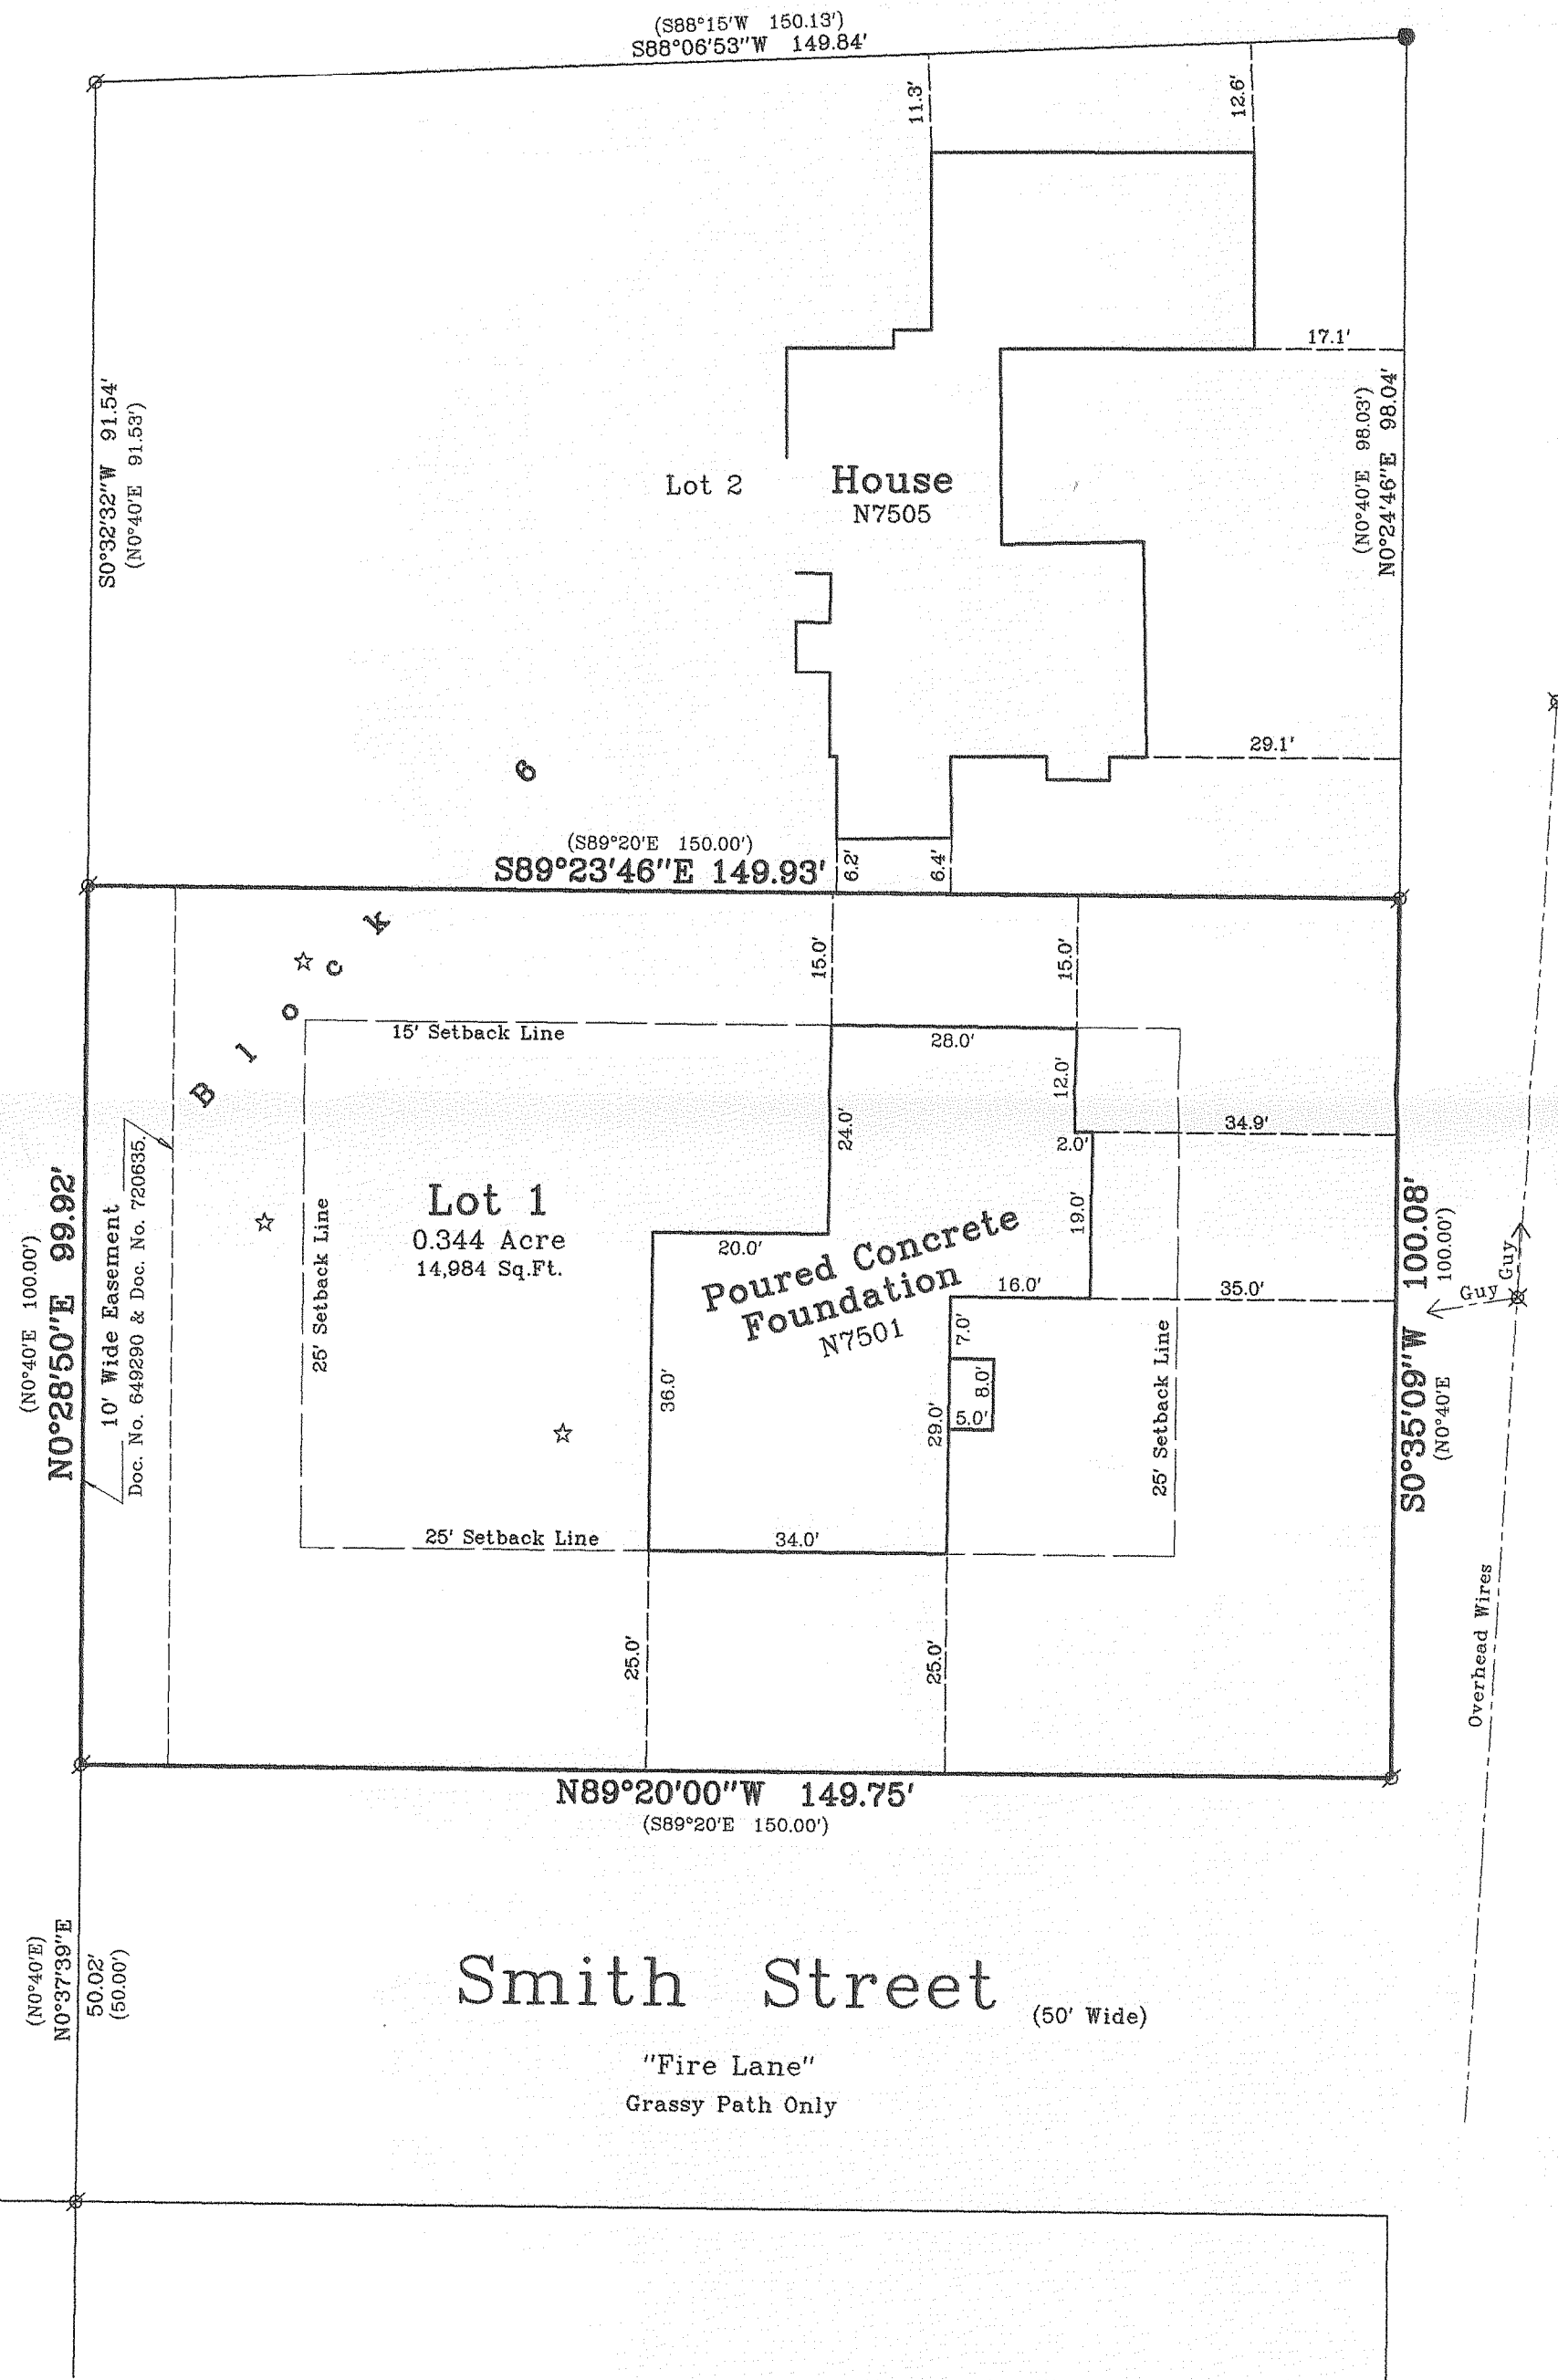 (S88°15'W 150.13')
S88°06'53"W 149.84'
11.3'
12.6'
17.1'
S0°32'32"W 91.54'
(N0°40'E 91.53')
(N0°40'E 98.03')
N0°24'46"E 98.04'
Lot 2
House
N7505
29.1'
6
(S89°20'E 150.00')
S89°23'46"E 149.93'
6.2'
6.4'
Block
15.0'
15.0'
15' Setback Line
28.0'
12.0'
24.0'
34.9'
2.0'
Lot 1
0.344 Acre
14,984 Sq.Ft.
25' Setback Line
20.0'
19.0'
Poured Concrete
Foundation
N7501
16.0'
35.0'
7.0'
8.0'
5.0'
36.0'
29.0'
25' Setback Line
(N0°40'E 100.00')
N0°28'50"E 99.92'
10' Wide Easement
Doc. No. 649290 & Doc. No. 720635.
S0°35'09"W 100.08'
(N0°40'E 100.00')
Guy
Guy
25' Setback Line
34.0'
25.0'
25.0'
Overhead Wires
N89°20'00"W 149.75'
(S89°20'E 150.00')
(N0°40'E)
N0°37'39"E
50.02'
(50.00')
Smith Street
(50' Wide)
"Fire Lane"
Grassy Path Only